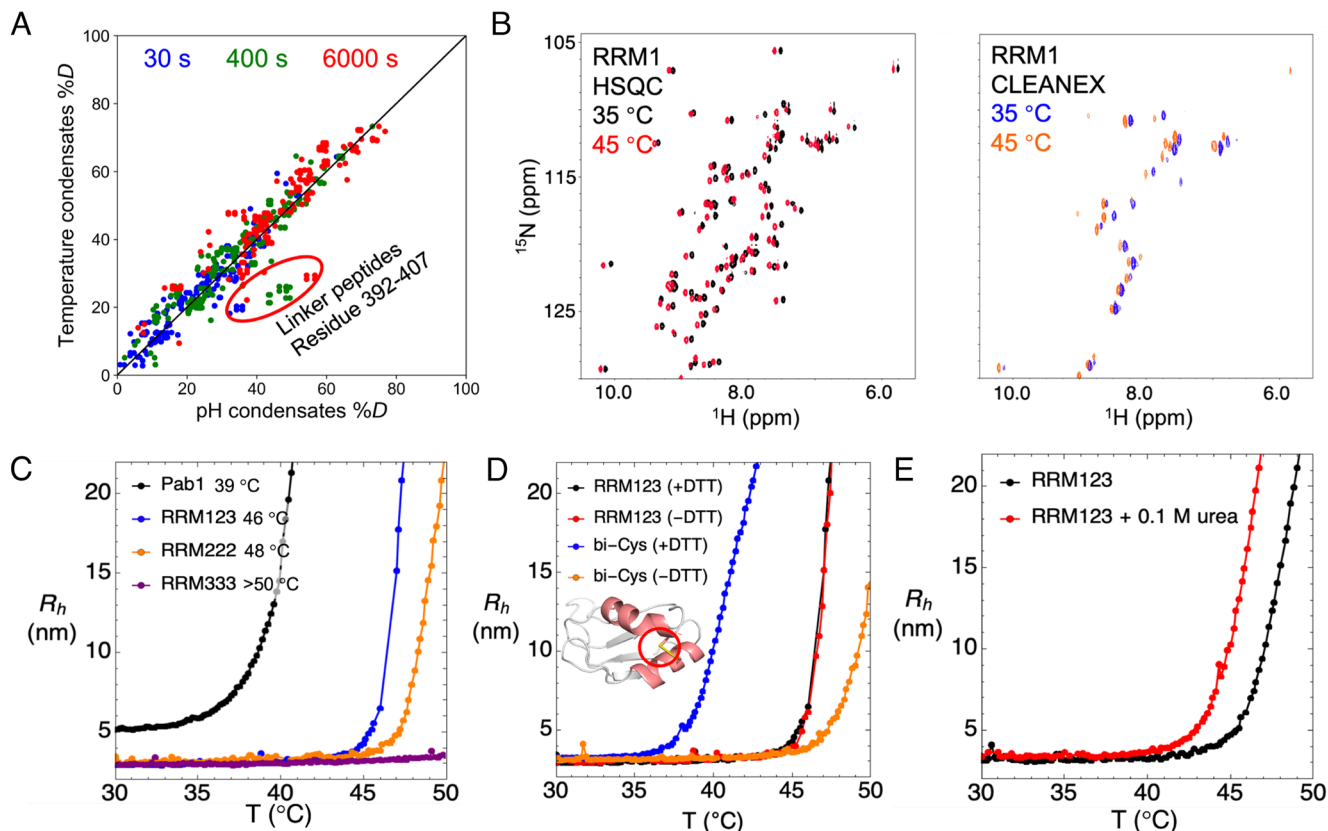 A
100
80
60
40
20
0
Temperature condensates %D
30 s 400 s 6000 s
Linker peptides
Residue 392-407
0 20 40 60 80 100
pH condensates %D
B
105
115
125
15N (ppm)
RRM1
HSQC
35 °C
45 °C
10.0 8.0 6.0
1H (ppm)
RRM1
CLEANEX
35 °C
45 °C
10.0 8.0 6.0
1H (ppm)
C
20
15
10
5
Rh
(nm)
Pab1 39 °C
RRM123 46 °C
RRM222 48 °C
RRM333 >50 °C
30 35 40 45 50
T (°C)
D
20
15
10
5
Rh
(nm)
RRM123 (+DTT)
RRM123 (−DTT)
bi−Cys (+DTT)
bi−Cys (−DTT)
30 35 40 45 50
T (°C)
E
20
15
10
5
Rh
(nm)
RRM123
RRM123 + 0.1 M urea
30 35 40 45 50
T (°C)